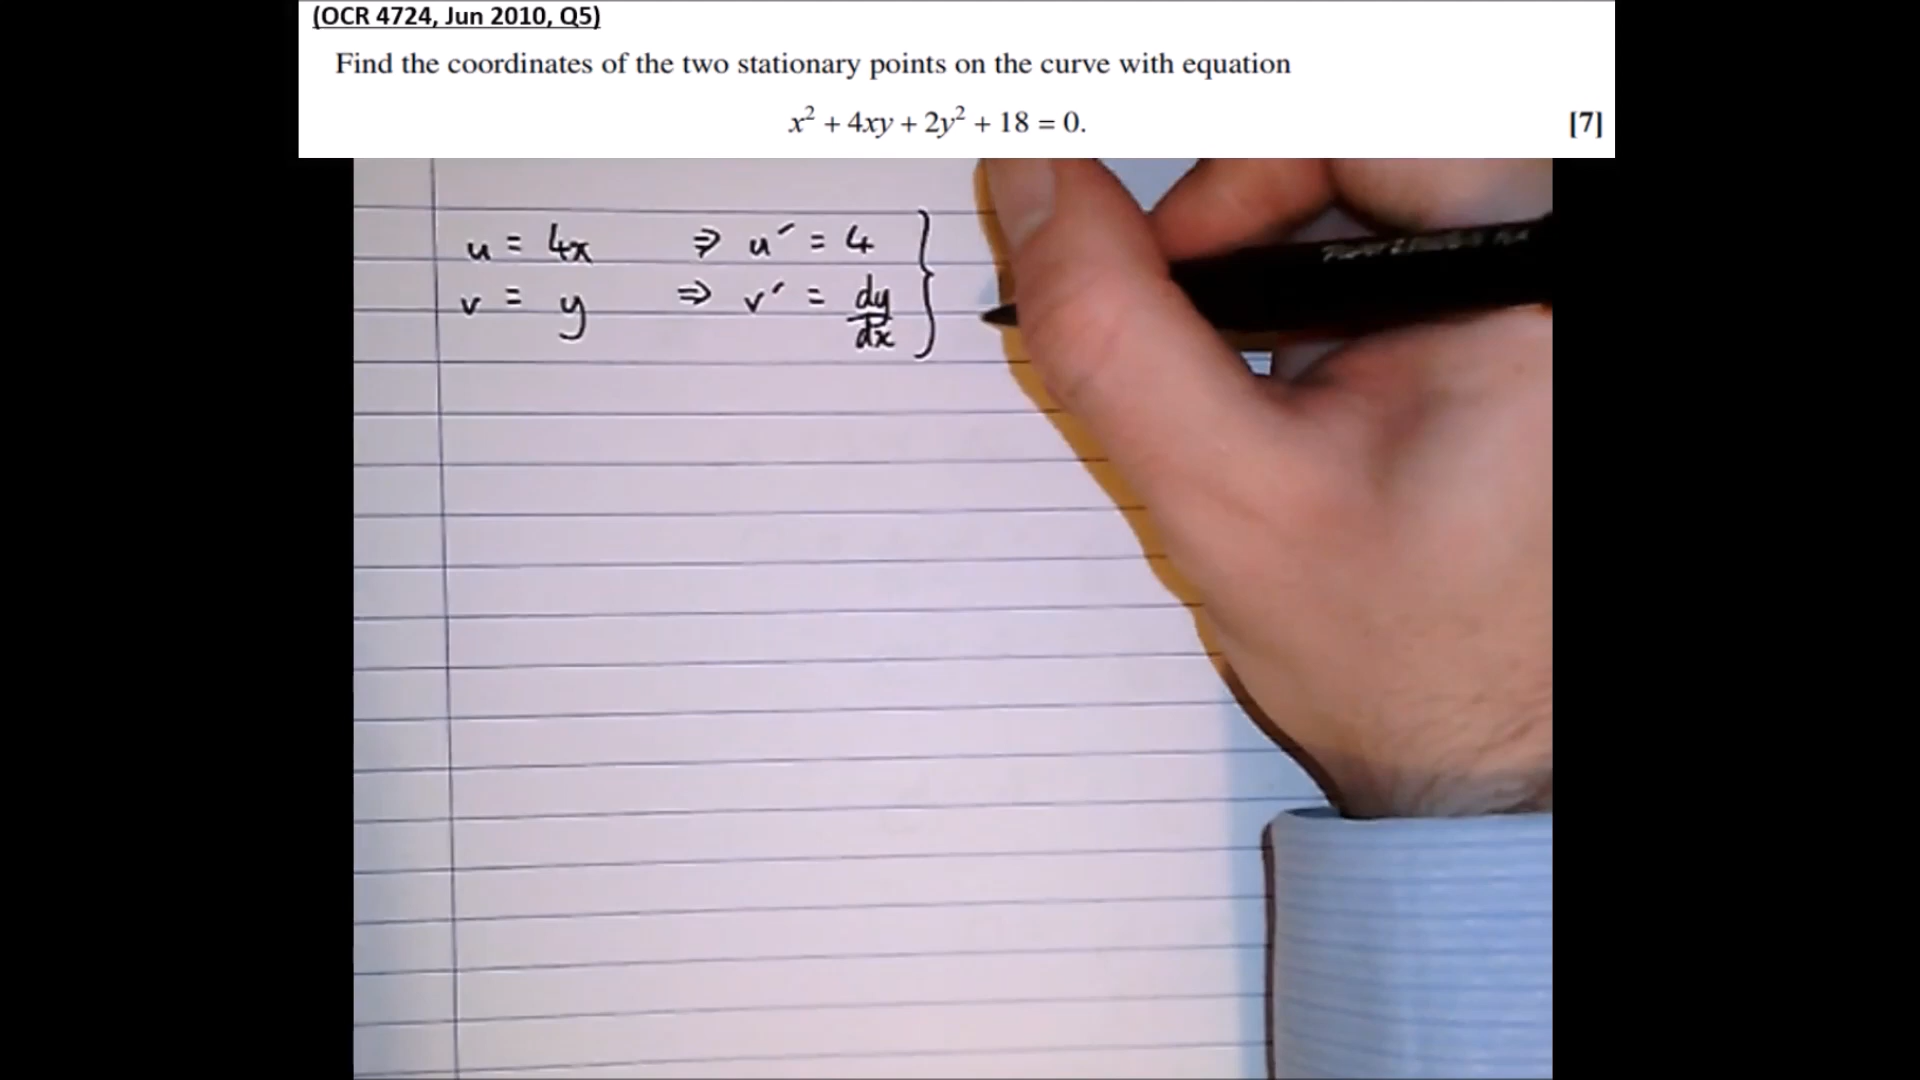 (OCR 4724, Jun 2010, Q5)
Find the coordinates of the two stationary points on the curve with equation
x² + 4xy + 2y² + 18 = 0. [7]
u = 4x ⇒ u′ = 4
v = y ⇒ v′ = dy/dx }